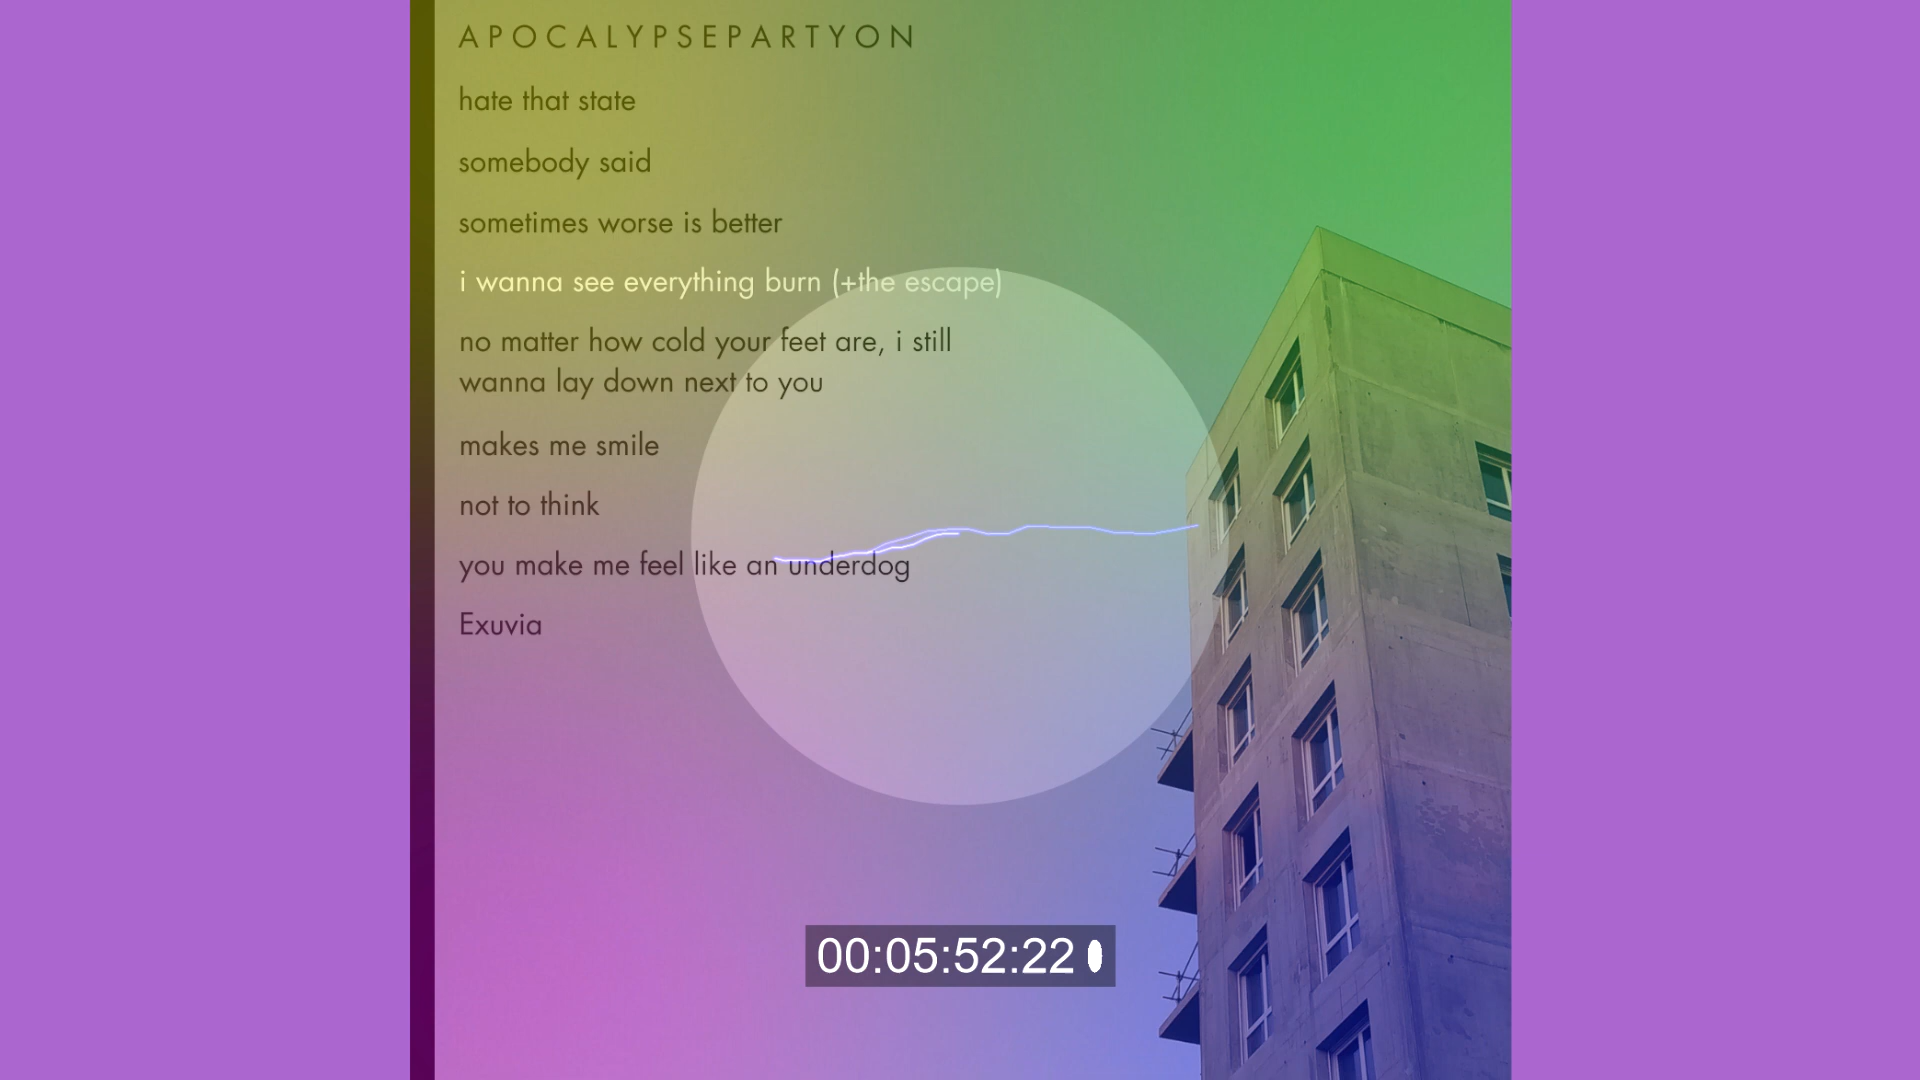 APOCALYPSEPARTYON
hate that state
somebody said
sometimes worse is better
i wanna see everything burn (+the escape)
no matter how cold your feet are, i still
wanna lay down next to you
makes me smile
not to think
you make me feel like an underdog
Exuvia
00:05:52:22